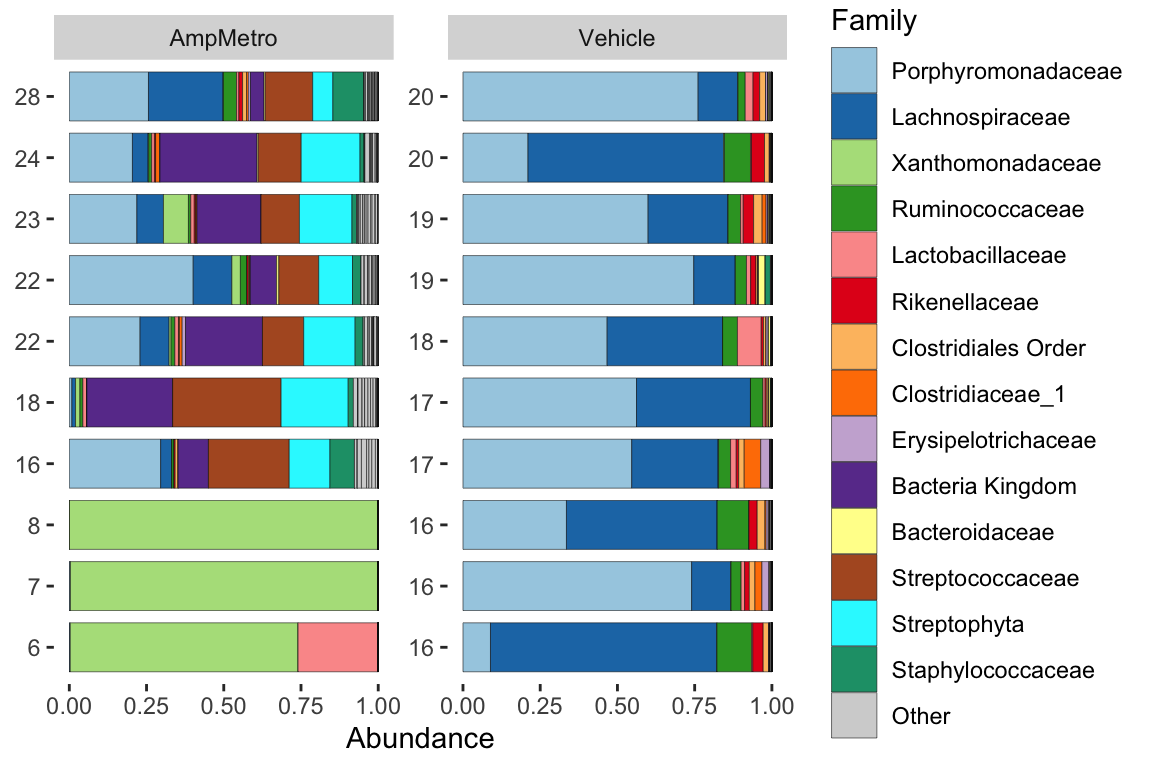 AmpMetro
28
24
23
22
22
18
16
8
7
6
0.00 0.25 0.50 0.75 1.00
Vehicle
20
20
19
19
18
17
17
16
16
16
0.00 0.25 0.50 0.75 1.00
Abundance
Family
Porphyromonadaceae
Lachnospiraceae
Xanthomonadaceae
Ruminococcaceae
Lactobacillaceae
Rikenellaceae
Clostridiales Order
Clostridiaceae_1
Erysipelotrichaceae
Bacteria Kingdom
Bacteroidaceae
Streptococcaceae
Streptophyta
Staphylococcaceae
Other